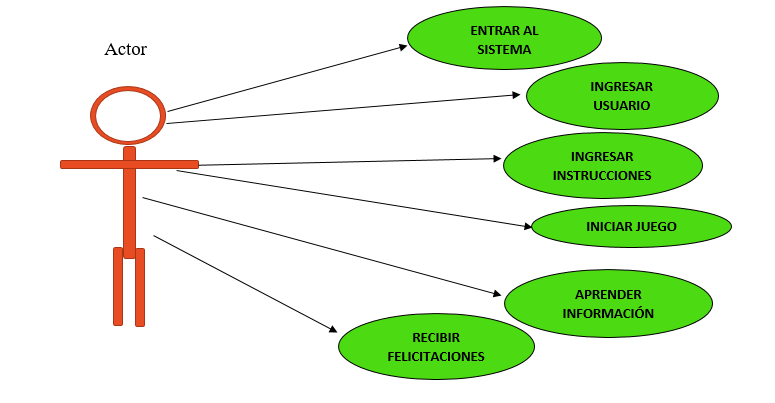 Actor
ENTRAR AL
SISTEMA
INGRESAR
USUARIO
INGRESAR
INSTRUCCIONES
INICIAR JUEGO
APRENDER
INFORMACIÓN
RECIBIR
FELICITACIONES